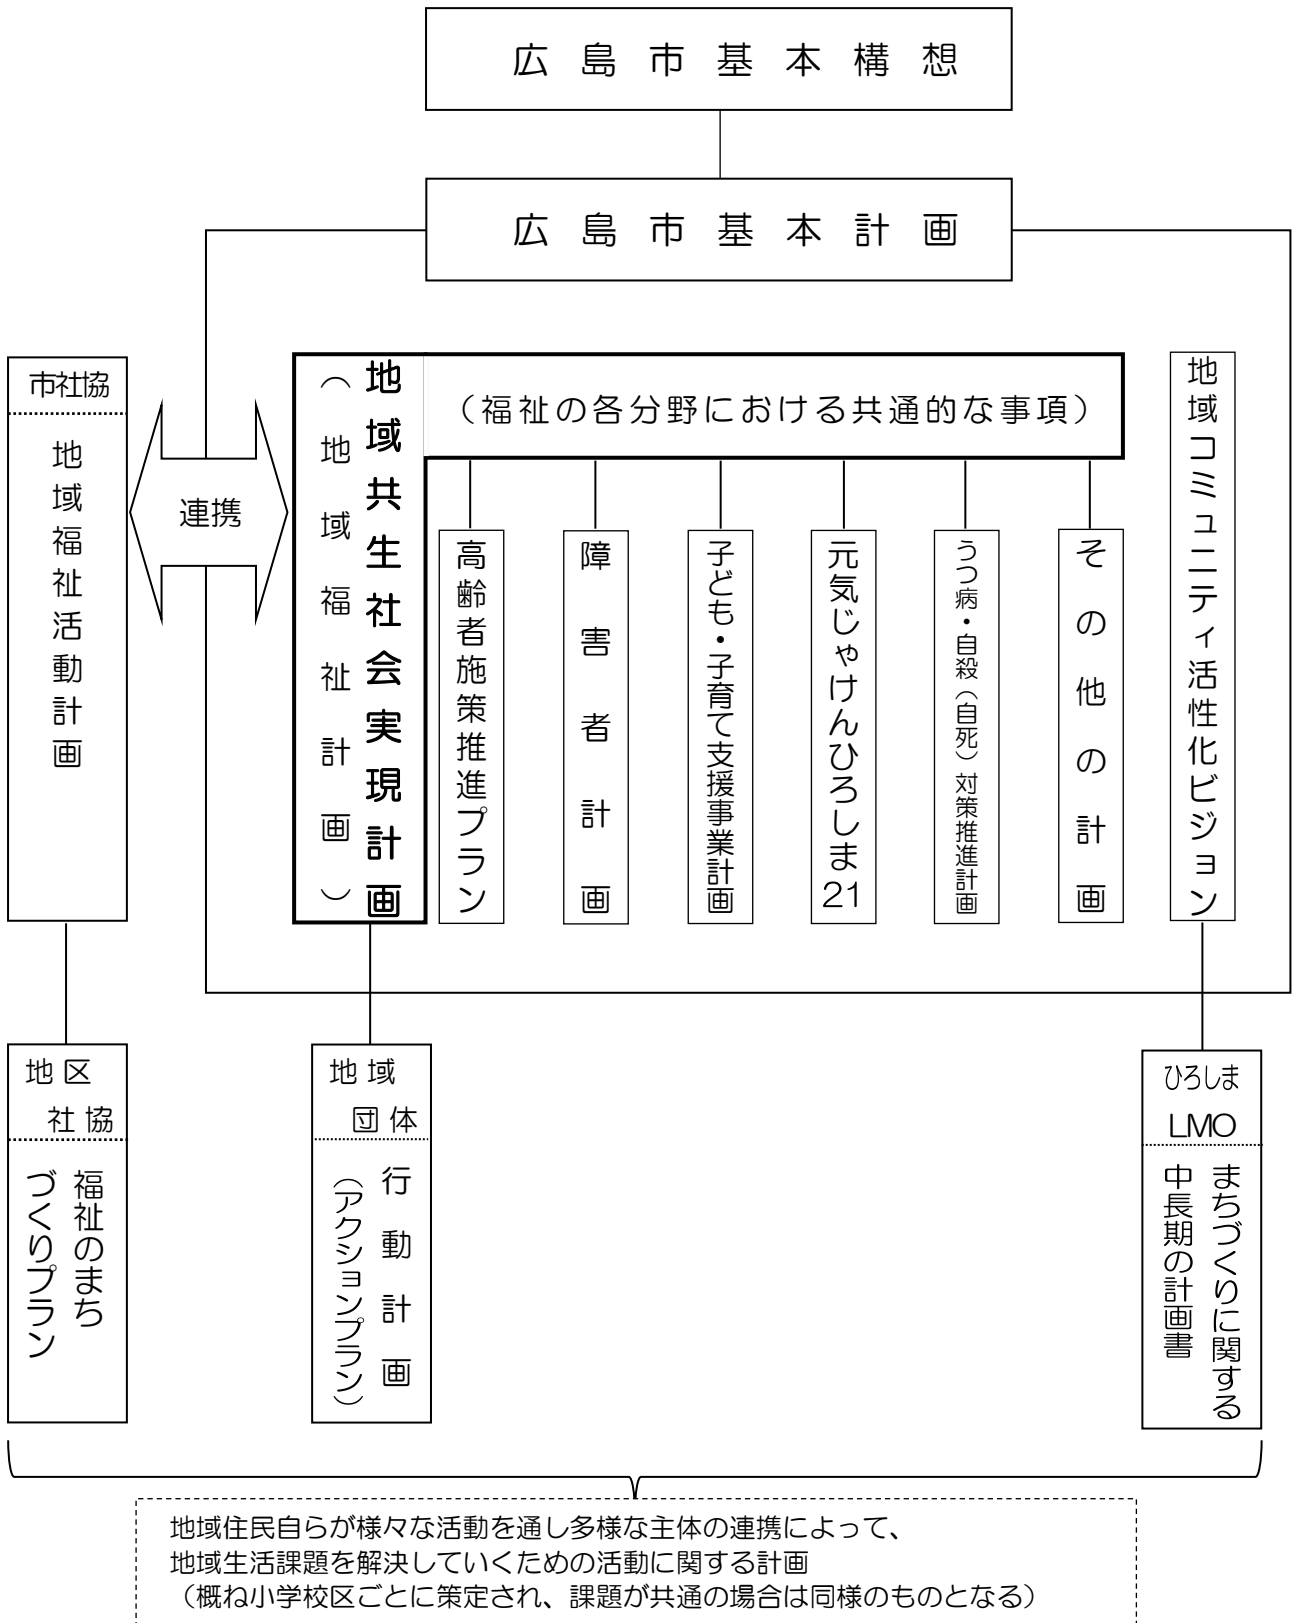 広島市基本構想
広島市基本計画
市社協
地域福祉活動計画
連携
地域共生社会実現計画
（地域福祉計画）
（福祉の各分野における共通的な事項）
高齢者施策推進プラン
障害者計画
子ども・子育て支援事業計画
元気じゃけんひろしま21
うつ病・自殺（自死）対策推進計画
その他の計画
地域コミュニティ活性化ビジョン
地区
社協
福祉のまち
づくりプラン
地域
団体
行動計画
（アクションプラン）
ひろしま
LMO
まちづくりに関する
中長期の計画書
地域住民自らが様々な活動を通し多様な主体の連携によって、
地域生活課題を解決していくための活動に関する計画
（概ね小学校区ごとに策定され、課題が共通の場合は同様のものとなる）